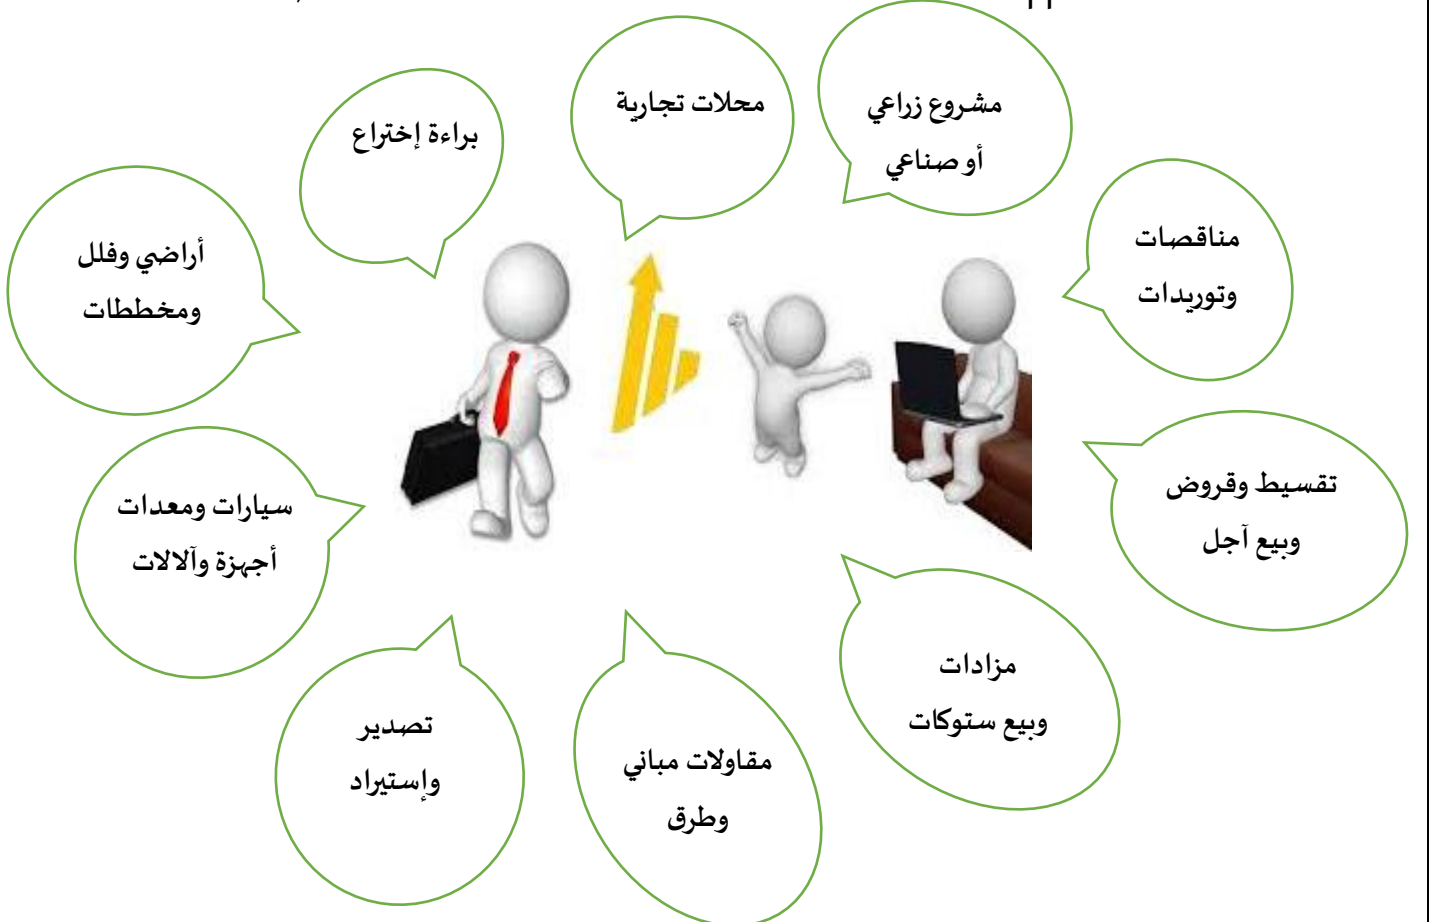 مشروع زراعي
أو صناعي
محلات تجارية
براءة إختراع
مناقصات
وتوريدات
أراضي وفلل
ومخططات
تقسيط وقروض
وبيع آجل
سيارات ومعدات
أجهزة وآلالات
مزادات
وبيع ستوكات
تصدير
وإستيراد
مقاولات مباني
وطرق